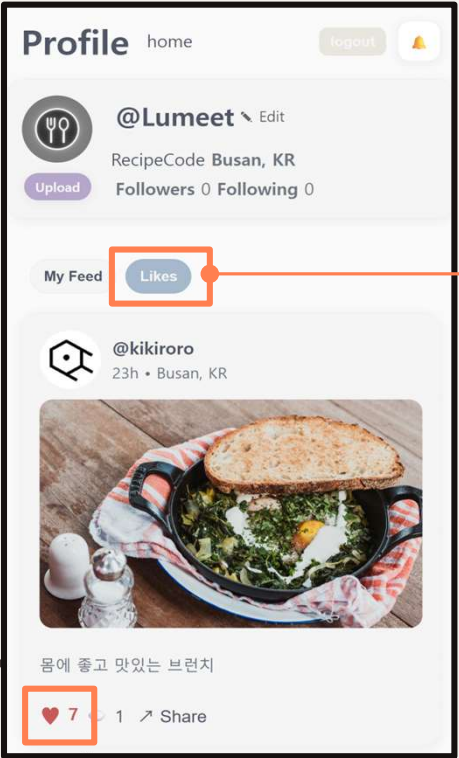 Profile home logout
@Lumeet Edit
RecipeCode Busan, KR
Upload Followers 0 Following 0
My Feed Likes
@kikiroro
23h • Busan, KR
몸에 좋고 맛있는 브런치
7 1 Share